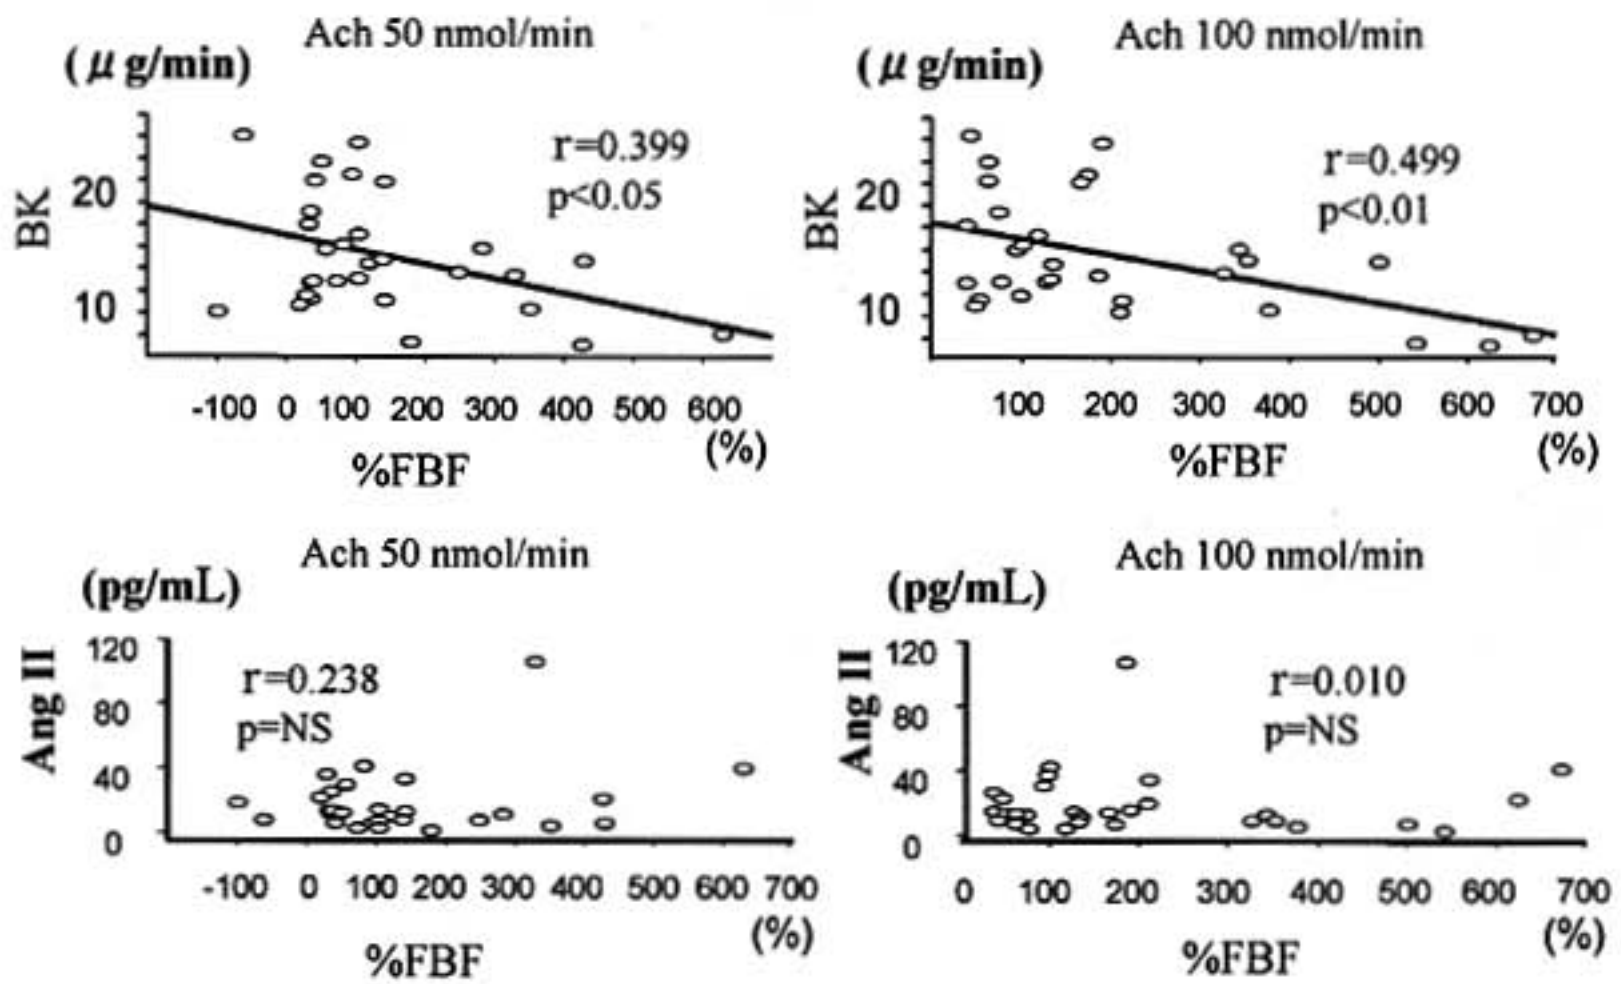 Ach 50 nmol/min
(μg/min)
r=0.399
p<0.05
BK
20
10
-100 0 100 200 300 400 500 600
(%)
%FBF
Ach 100 nmol/min
(μg/min)
r=0.499
p<0.01
BK
20
10
100 200 300 400 500 600 700
(%)
%FBF
Ach 50 nmol/min
(pg/mL)
r=0.238
p=NS
Ang II
120
80
40
0
-100 0 100 200 300 400 500 600 700
(%)
%FBF
Ach 100 nmol/min
(pg/mL)
r=0.010
p=NS
Ang II
120
80
40
0
0 100 200 300 400 500 600 700
(%)
%FBF